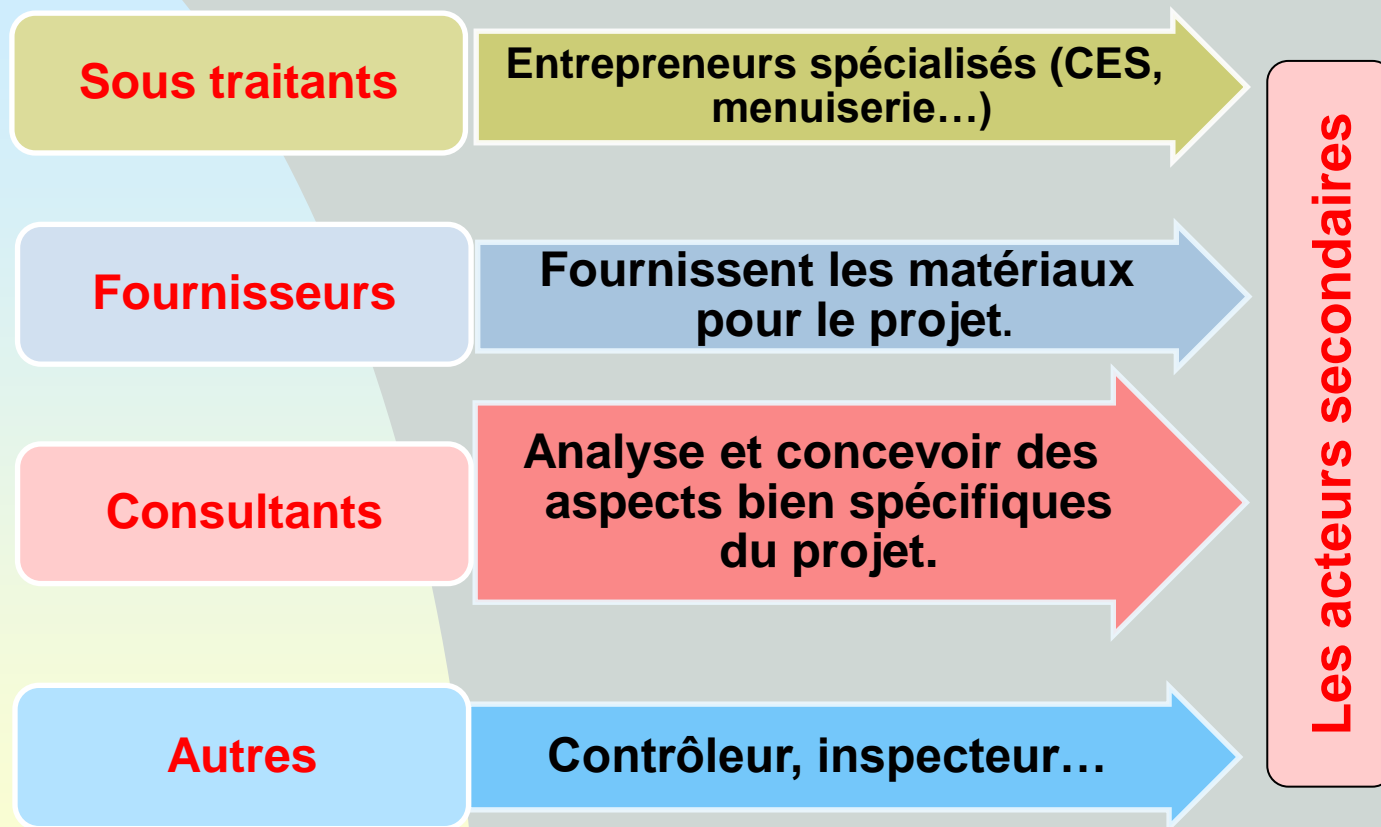 Sous traitants
Entrepreneurs spécialisés (CES,
menuiserie…)
Fournisseurs
Fournissent les matériaux
pour le projet.
Consultants
Analyse et concevoir des
aspects bien spécifiques
du projet.
Autres
Contrôleur, inspecteur…
Les acteurs secondaires